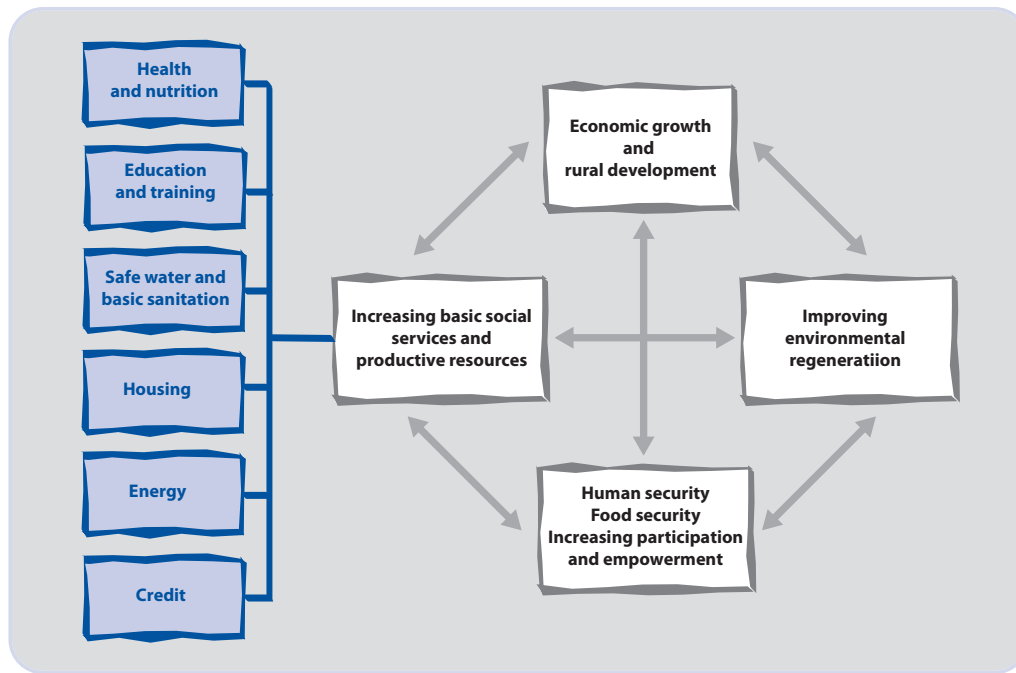 Health
and nutrition
Education
and training
Safe water and
basic sanitation
Housing
Energy
Credit
Economic growth
and
rural development
Increasing basic social
services and
productive resources
Improving
environmental
regeneratiion
Human security
Food security
Increasing participation
and empowerment